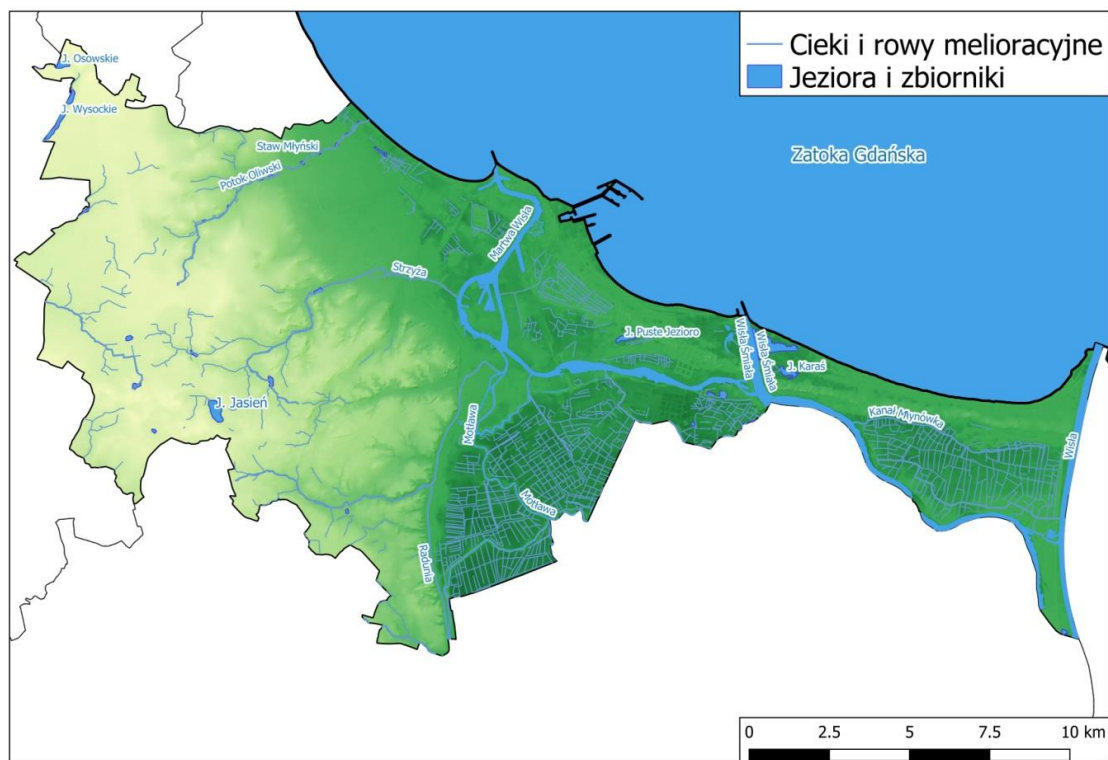 Cieki i rowy melioracyjne
Jeziora i zbiorniki
J. Osowskie
J. Wysockie
Staw Młyński
Potok Oliwski
Zatoka Gdańska
Martwa Wisła
Strzyża
J. Puste Jezioro
Wisła Śmiała
Wisła Śmiała
J. Karaś
J. Jasień
Motława
Kanał Młynówka
Wisła
Motława
Radunia
0 2.5 5 7.5 10 km